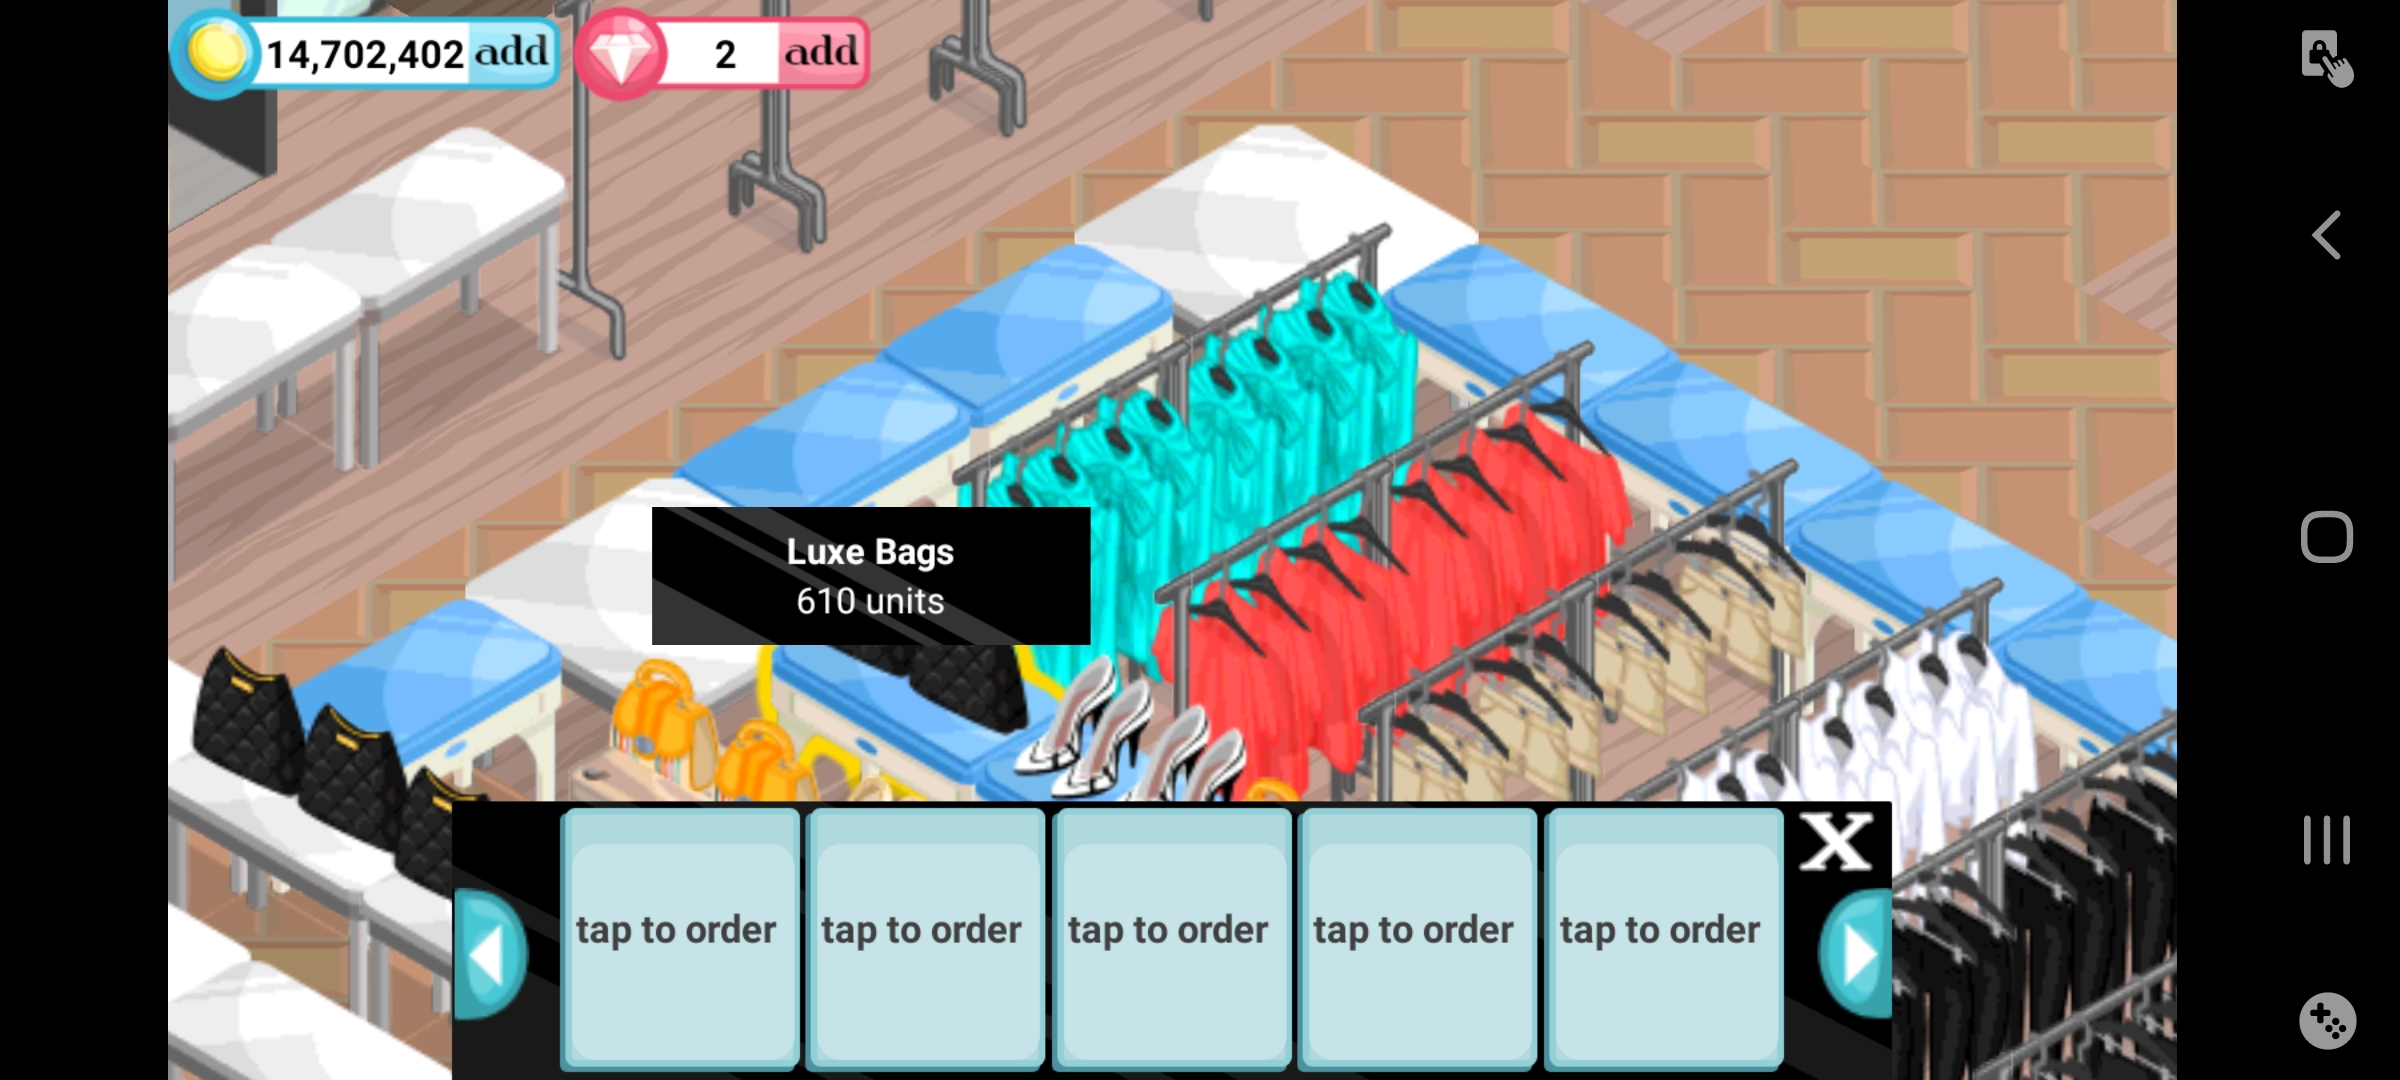 14,702,402 add
2 add
Luxe Bags
610 units
X
tap to order
tap to order
tap to order
tap to order
tap to order